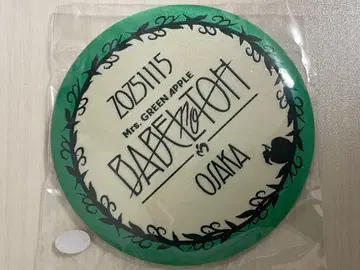 20251115
Mrs. GREEN APPLE
BABEL no TOH
OSAKA